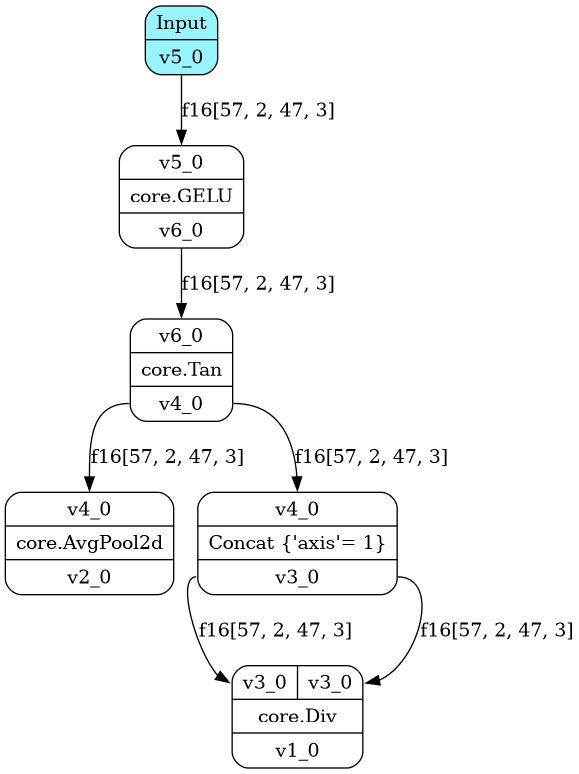 Input
v5_0
f16[57, 2, 47, 3]
v5_0
core.GELU
v6_0
f16[57, 2, 47, 3]
v6_0
core.Tan
v4_0
f16[57, 2, 47, 3]
f16[57, 2, 47, 3]
v4_0
core.AvgPool2d
v2_0
v4_0
Concat {'axis'= 1}
v3_0
f16[57, 2, 47, 3]
f16[57, 2, 47, 3]
v3_0
v3_0
core.Div
v1_0